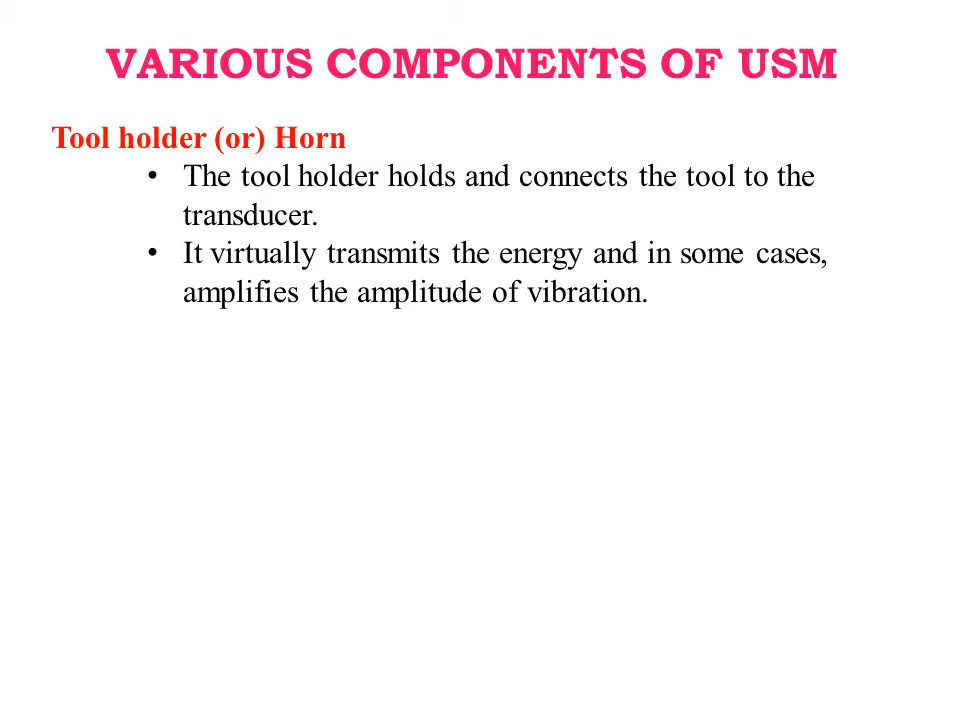 VARIOUS COMPONENTS OF USM
Tool holder (or) Horn
• The tool holder holds and connects the tool to the
transducer.
• It virtually transmits the energy and in some cases,
amplifies the amplitude of vibration.